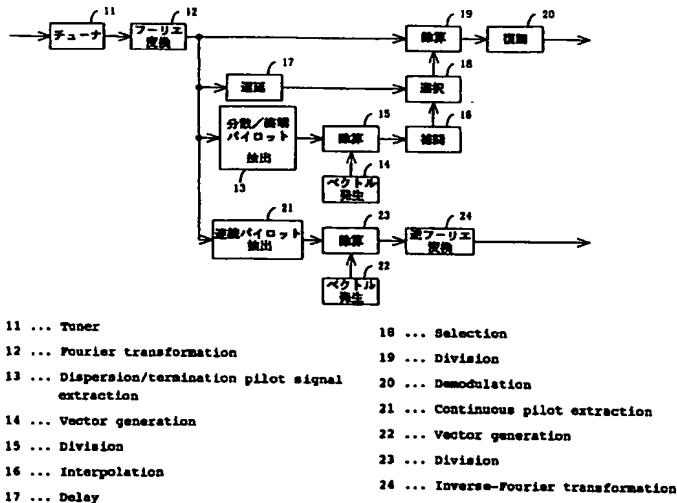 11
12
19
20
チューナ
フーリエ
変換
除算
復調
17
18
遅延
選択
分散／終端
パイロット
抽出
15
16
除算
補間
13
14
ベクトル
発生
21
23
24
連続パイロット
抽出
除算
逆フーリエ
変換
22
ベクトル
発生
11 ... Tuner
12 ... Fourier transformation
13 ... Dispersion/termination pilot signal
extraction
14 ... Vector generation
15 ... Division
16 ... Interpolation
17 ... Delay
18 ... Selection
19 ... Division
20 ... Demodulation
21 ... Continuous pilot extraction
22 ... Vector generation
23 ... Division
24 ... Inverse-Fourier transformation